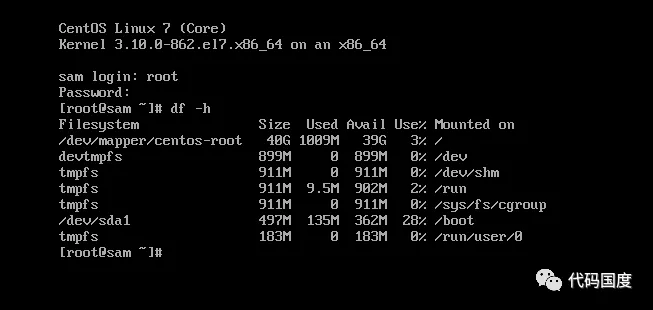 CentOS Linux 7 (Core)
Kernel 3.10.0-862.el7.x86_64 on an x86_64
sam login: root
Password:
[root@sam ~]# df -h
Filesystem Size Used Avail Use% Mounted on
/dev/mapper/centos-root 40G 1009M 39G 3% /
devtmpfs 899M 0 899M 0% /dev
tmpfs 911M 0 911M 0% /dev/shm
tmpfs 911M 9.5M 902M 2% /run
tmpfs 911M 0 911M 0% /sys/fs/cgroup
/dev/sda1 497M 135M 362M 28% /boot
tmpfs 183M 0 183M 0% /run/user/0
[root@sam ~]#
代码国度